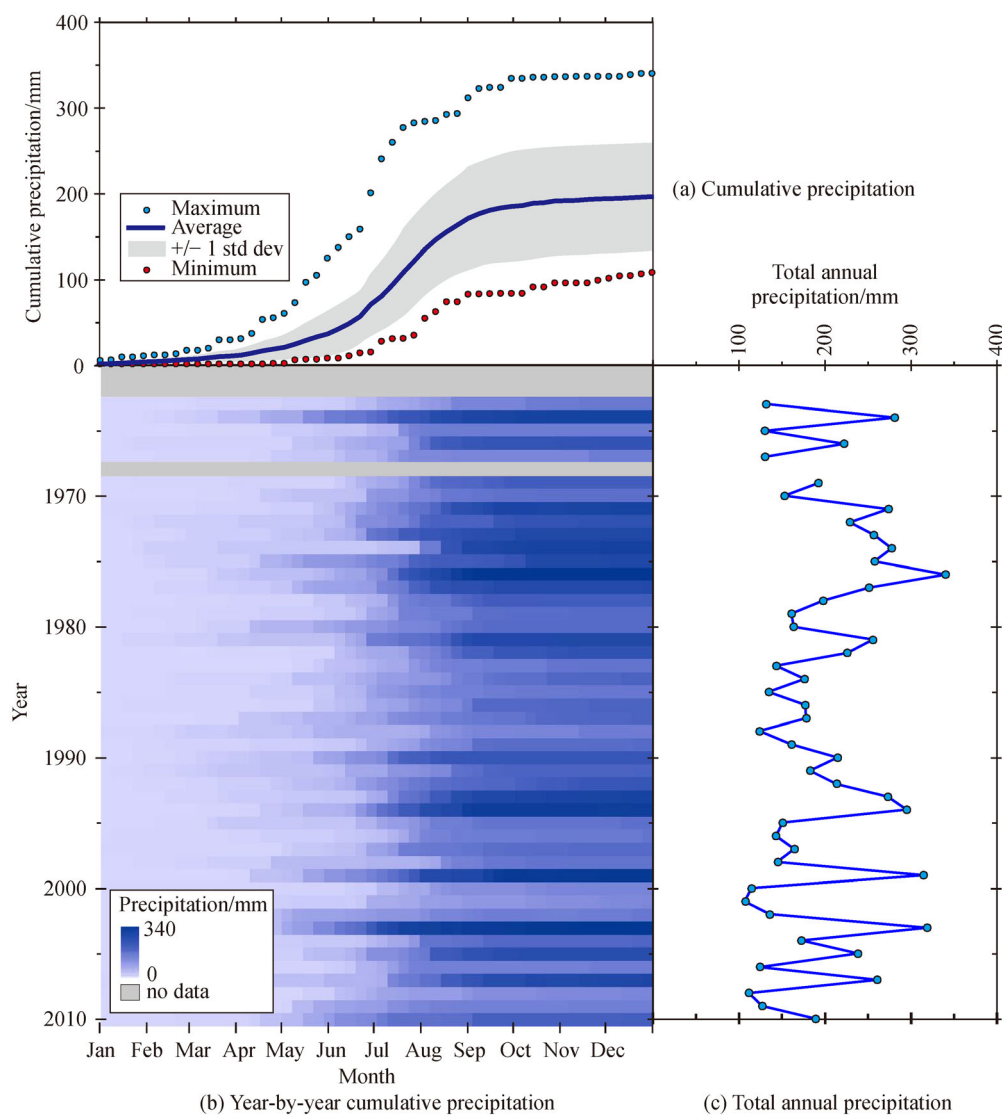 400
300
200
100
0
Cumulative precipitation/mm
Maximum
Average
+/− 1 std dev
Minimum
(a) Cumulative precipitation
Total annual
precipitation/mm
100
200
300
400
1970
1980
1990
2000
2010
Year
Precipitation/mm
340
0
no data
Jan Feb Mar Apr May Jun Jul Aug Sep Oct Nov Dec
Month
(b) Year-by-year cumulative precipitation
(c) Total annual precipitation